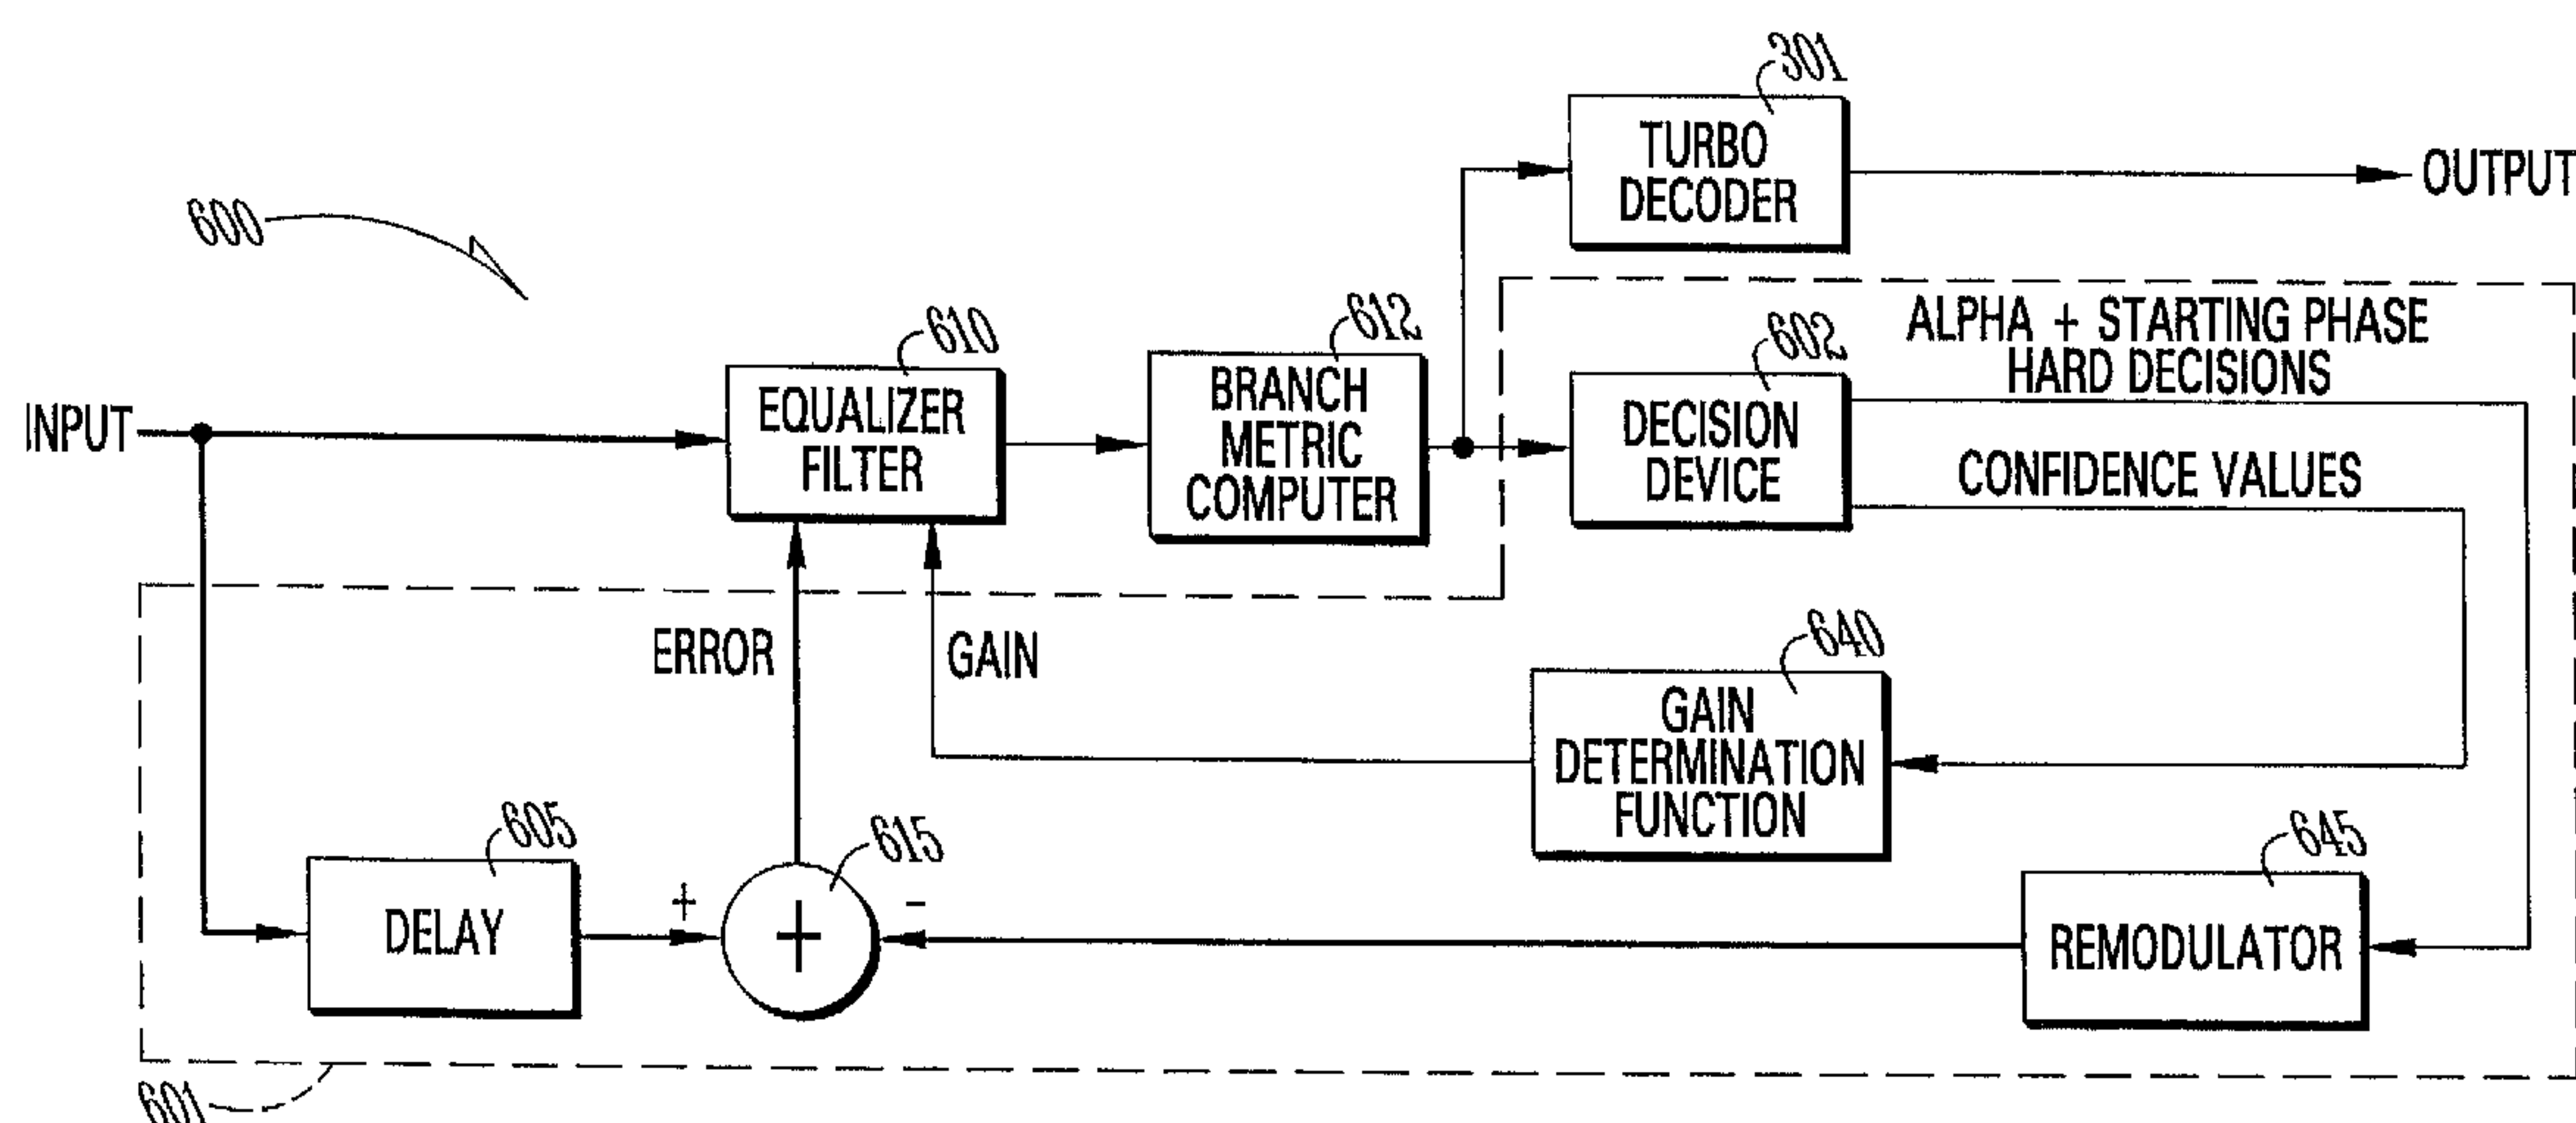 301
TURBO
DECODER
OUTPUT
600
610
612
602
ALPHA + STARTING PHASE
HARD DECISIONS
INPUT
EQUALIZER
FILTER
BRANCH
METRIC
COMPUTER
DECISION
DEVICE
CONFIDENCE VALUES
ERROR
GAIN
640
GAIN
DETERMINATION
FUNCTION
605
615
645
DELAY
+
+
-
REMODULATOR
601